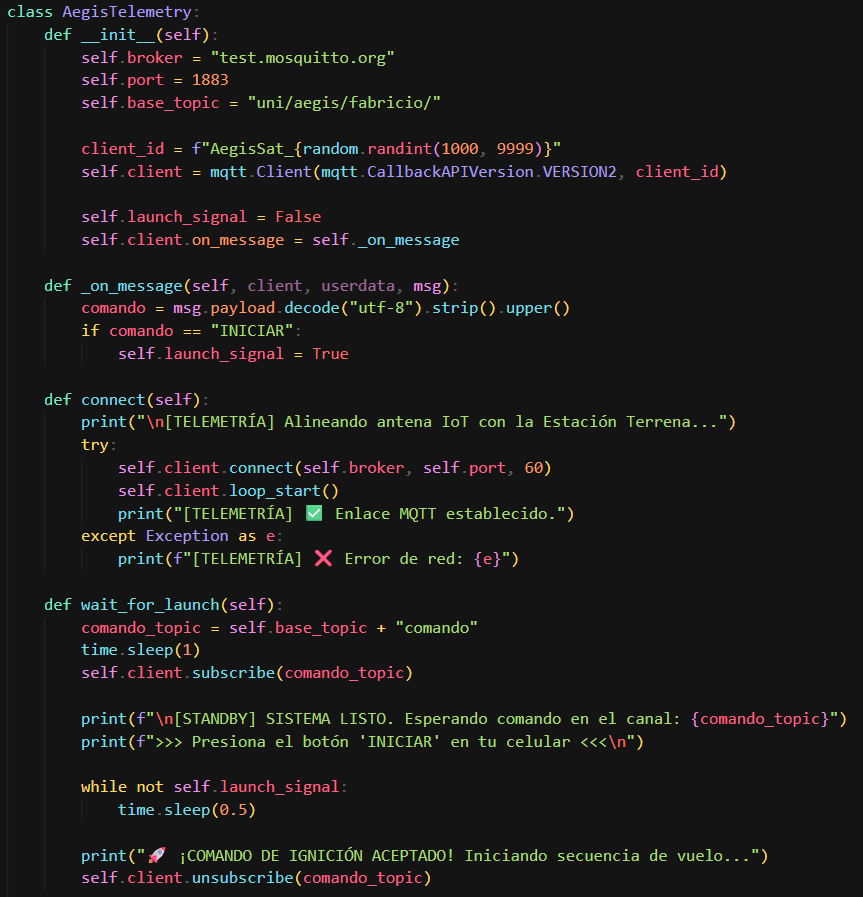 class AegisTelemetry:
    def __init__(self):
        self.broker = "test.mosquitto.org"
        self.port = 1883
        self.base_topic = "uni/aegis/fabricio/"

        client_id = f"AegisSat_{random.randint(1000, 9999)}"
        self.client = mqtt.Client(mqtt.CallbackAPIVersion.VERSION2, client_id)

        self.launch_signal = False
        self.client.on_message = self._on_message

    def _on_message(self, client, userdata, msg):
        comando = msg.payload.decode("utf-8").strip().upper()
        if comando == "INICIAR":
            self.launch_signal = True

    def connect(self):
        print("\n[TELEMETRÍA] Alineando antena IoT con la Estación Terrena...")
        try:
            self.client.connect(self.broker, self.port, 60)
            self.client.loop_start()
            print("[TELEMETRÍA] ✅ Enlace MQTT establecido.")
        except Exception as e:
            print(f"[TELEMETRÍA] ❌ Error de red: {e}")

    def wait_for_launch(self):
        comando_topic = self.base_topic + "comando"
        time.sleep(1)
        self.client.subscribe(comando_topic)

        print(f"\n[STANDBY] SISTEMA LISTO. Esperando comando en el canal: {comando_topic}")
        print(f">>> Presiona el botón 'INICIAR' en tu celular <<<\n")

        while not self.launch_signal:
            time.sleep(0.5)

        print("🚀 ¡COMANDO DE IGNICIÓN ACEPTADO! Iniciando secuencia de vuelo...")
        self.client.unsubscribe(comando_topic)